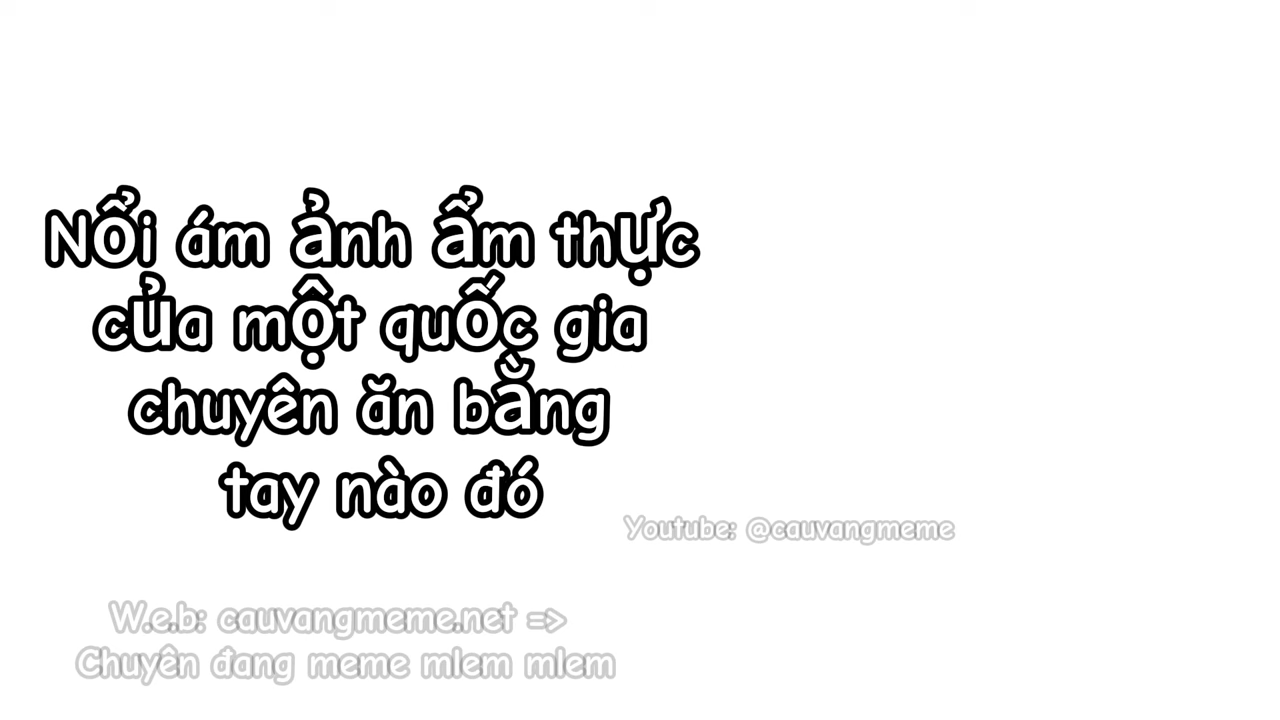 Nổi ám ảnh ẩm thực
của một quốc gia
chuyên ăn bằng
tay nào đó
Youtube: @cauvangmeme
W.e.b: cauvangmeme.net =>
Chuyên đang meme mlem mlem